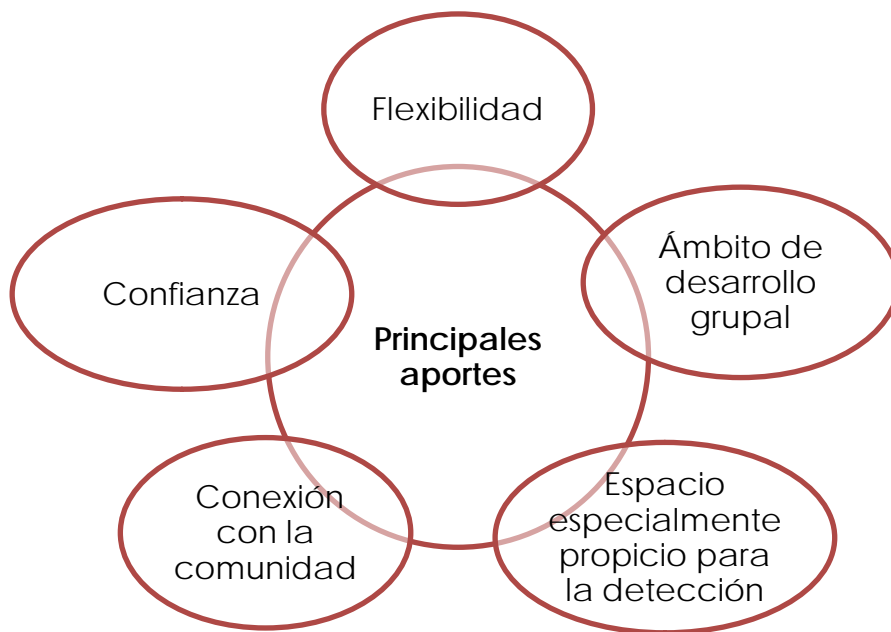 Flexibilidad
Ámbito de
desarrollo
grupal
Espacio
especialmente
propicio para
la detección
Conexión
con la
comunidad
Confianza
Principales
aportes